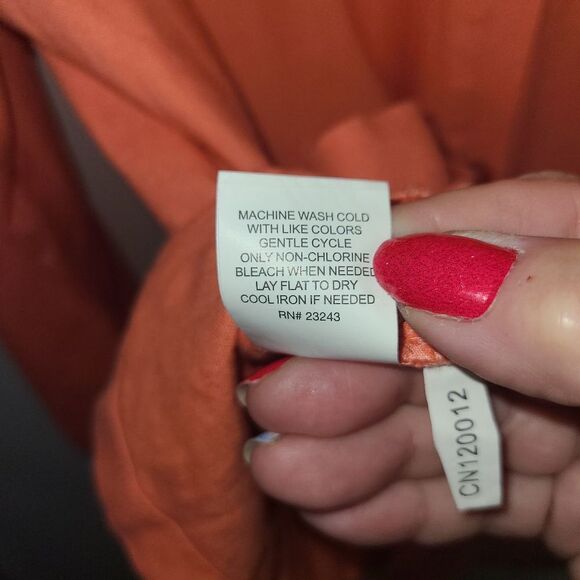 MACHINE WASH COLD
WITH LIKE COLORS
GENTLE CYCLE
ONLY NON-CHLORINE
BLEACH WHEN NEEDED
LAY FLAT TO DRY
COOL IRON IF NEEDED
RN# 23243
CN120012